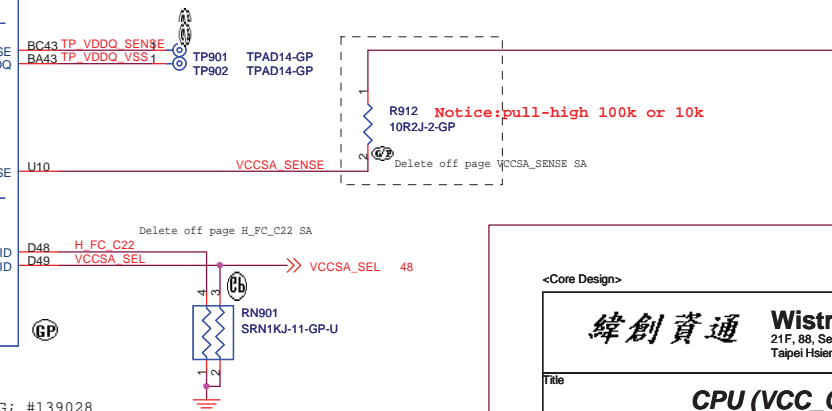 SE
BC43 TP_VDDQ_SENSE 1
DQ
BA43 TP_VDDQ_VSS 1
TP901 TPAD14-GP
TP902 TPAD14-GP
1
R912
10R2J-2-GP
Notice:pull-high 100k or 10k
2
G/P
Delete off page VCCSA_SENSE SA
SE
U10
VCCSA_SENSE
Delete off page H_FC_C22 SA
ID
D48
H_FC_C22
ID
D49
VCCSA_SEL
VCCSA_SEL 48
4
3
Cb
RN901
SRN1KJ-11-GP-U
1
2
GP
G; #139028
<Core Design>
緯創資通
Wistr
21F, 88, Se
Taipei Hsien
Title
CPU (VCC_C